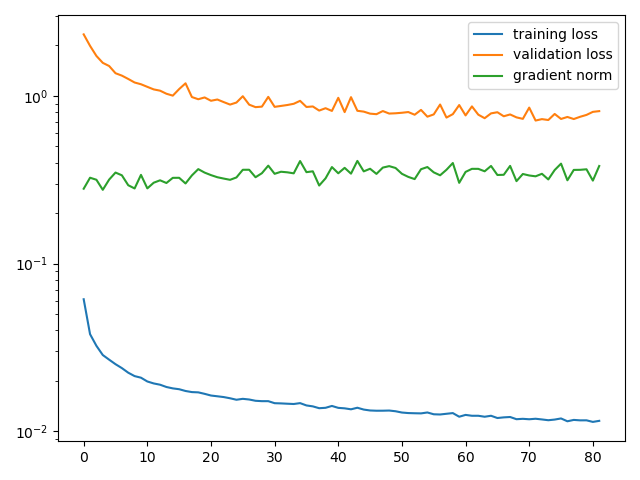 training loss
validation loss
gradient norm
10⁰
10⁻¹
10⁻²
0 10 20 30 40 50 60 70 80